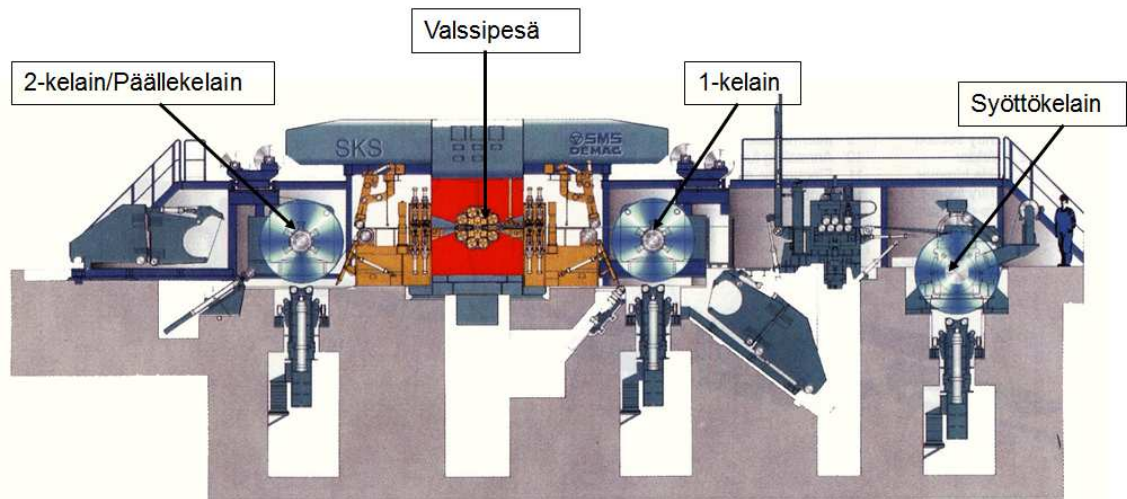 Valssipesä
2-kelain/Päällekelain
1-kelain
Syöttökelain
SKS
SMS
DEMAG